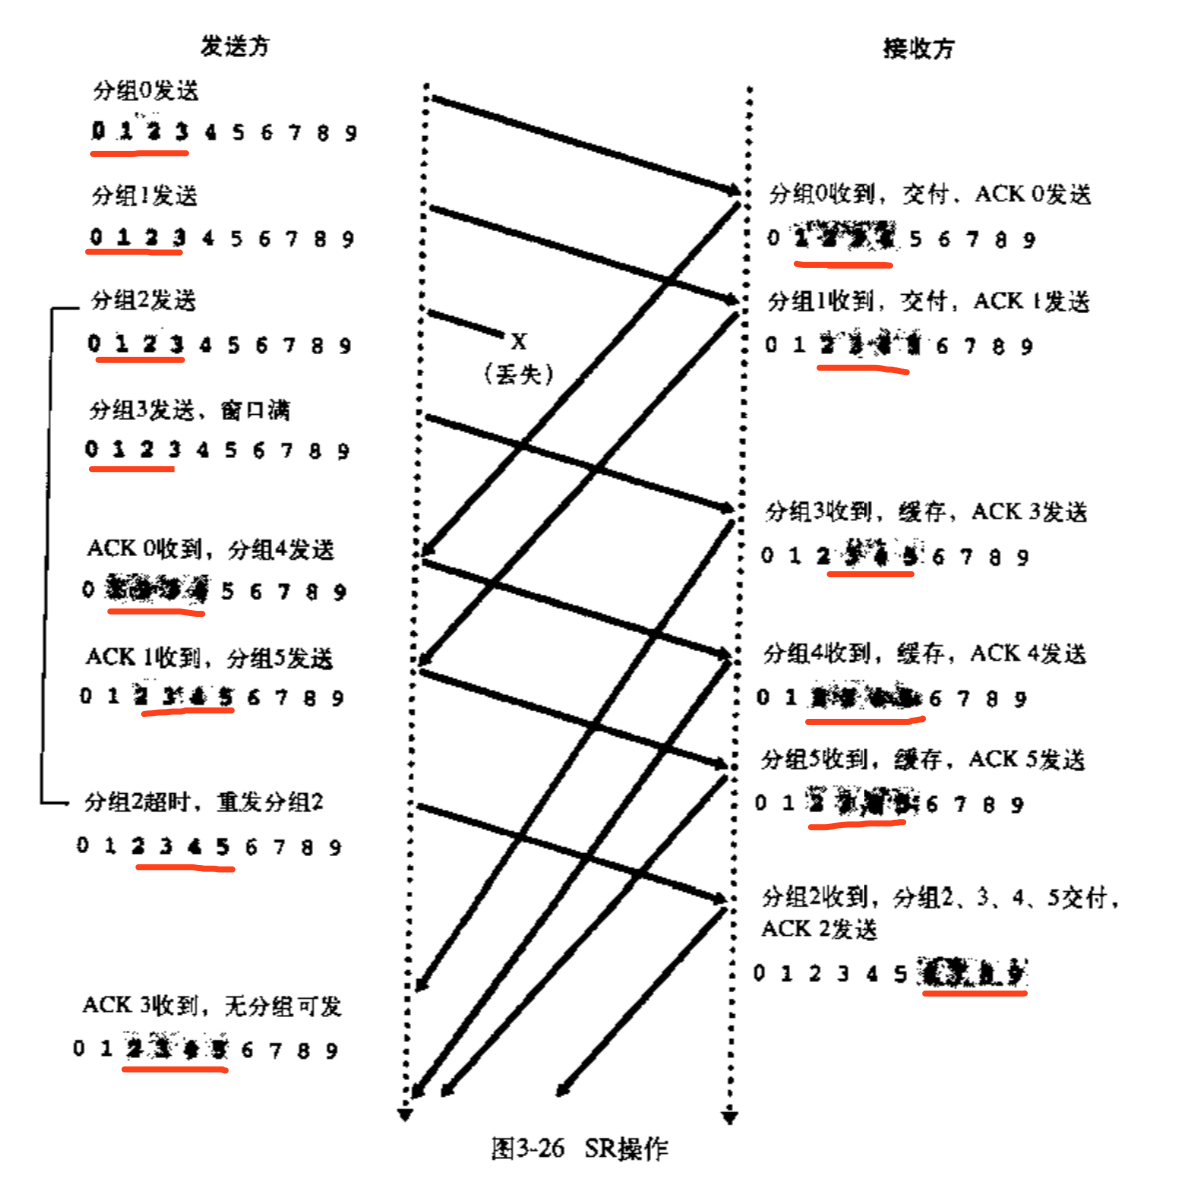 发送方
接收方
分组0发送
0 1 2 3 4 5 6 7 8 9
分组1发送
0 1 2 3 4 5 6 7 8 9
分组2发送
0 1 2 3 4 5 6 7 8 9
X
(丢失)
分组3发送、窗口满
0 1 2 3 4 5 6 7 8 9
ACK 0收到，分组4发送
0 1 2 3 4 5 6 7 8 9
ACK 1收到，分组5发送
0 1 2 3 4 5 6 7 8 9
分组2超时，重发分组2
0 1 2 3 4 5 6 7 8 9
ACK 3收到，无分组可发
0 1 2 3 4 5 6 7 8 9
分组0收到，交付、ACK 0发送
0 1 2 3 4 5 6 7 8 9
分组1收到，交付，ACK 1发送
0 1 2 3 4 5 6 7 8 9
分组3收到，缓存，ACK 3发送
0 1 2 3 4 5 6 7 8 9
分组4收到，缓存，ACK 4发送
0 1 2 3 4 5 6 7 8 9
分组5收到，缓存，ACK 5发送
0 1 2 3 4 5 6 7 8 9
分组2收到，分组2、3、4、5交付，
ACK 2发送
0 1 2 3 4 5 6 7 8 9
图3-26 SR操作